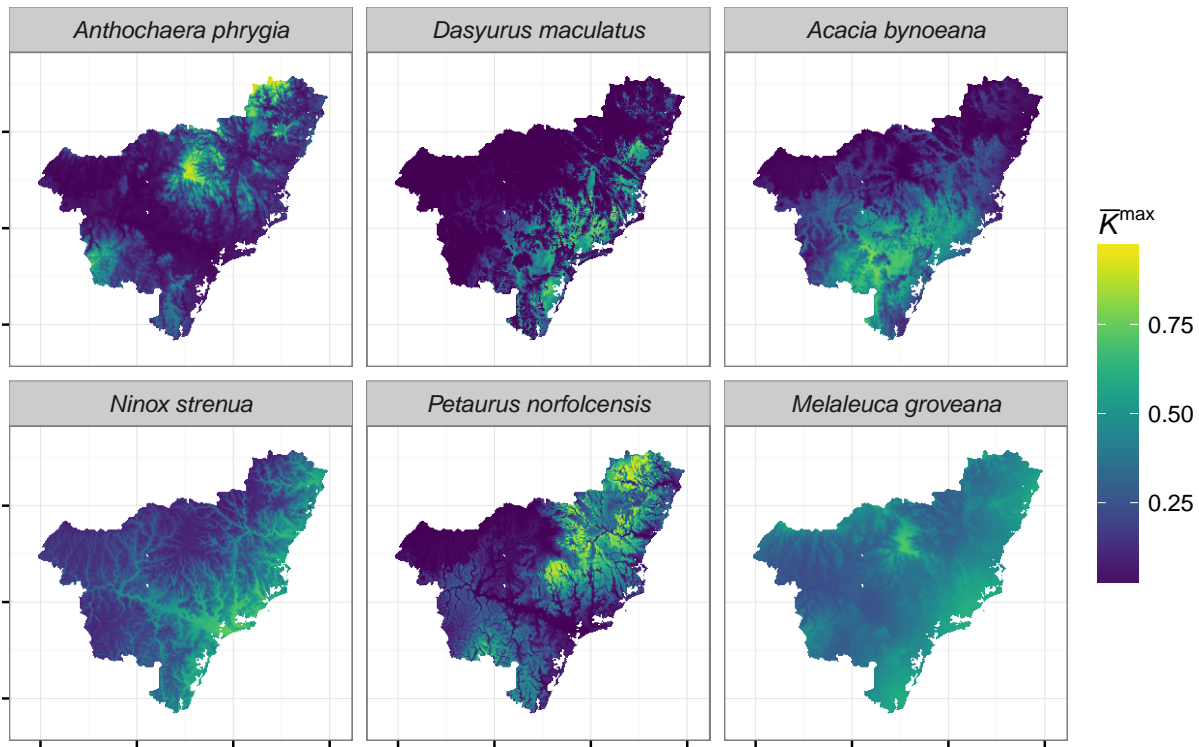 Anthochaera phrygia
Dasyurus maculatus
Acacia bynoeana
K̅max
0.75
0.50
0.25
Ninox strenua
Petaurus norfolcensis
Melaleuca groveana